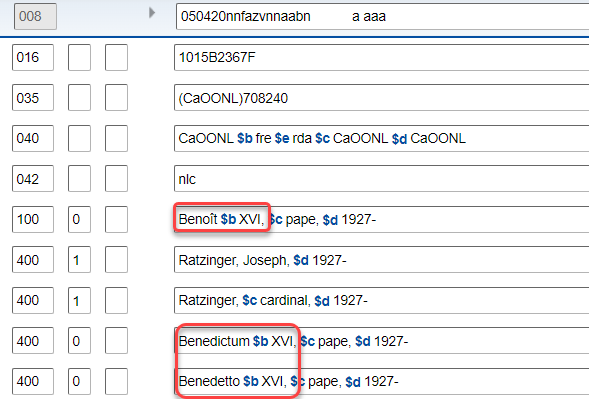 008 050420nnfazvnnaabn a aaa
016 1015B2367F
035 (CaOONL)708240
040 CaOONL $b fre $e rda $c CaOONL $d CaOONL
042 nlc
100 0 Benoît $b XVI, $c pape, $d 1927-
400 1 Ratzinger, Joseph, $d 1927-
400 1 Ratzinger, $c cardinal, $d 1927-
400 0 Benedictum $b XVI, $c pape, $d 1927-
400 0 Benedetto $b XVI, $c pape, $d 1927-